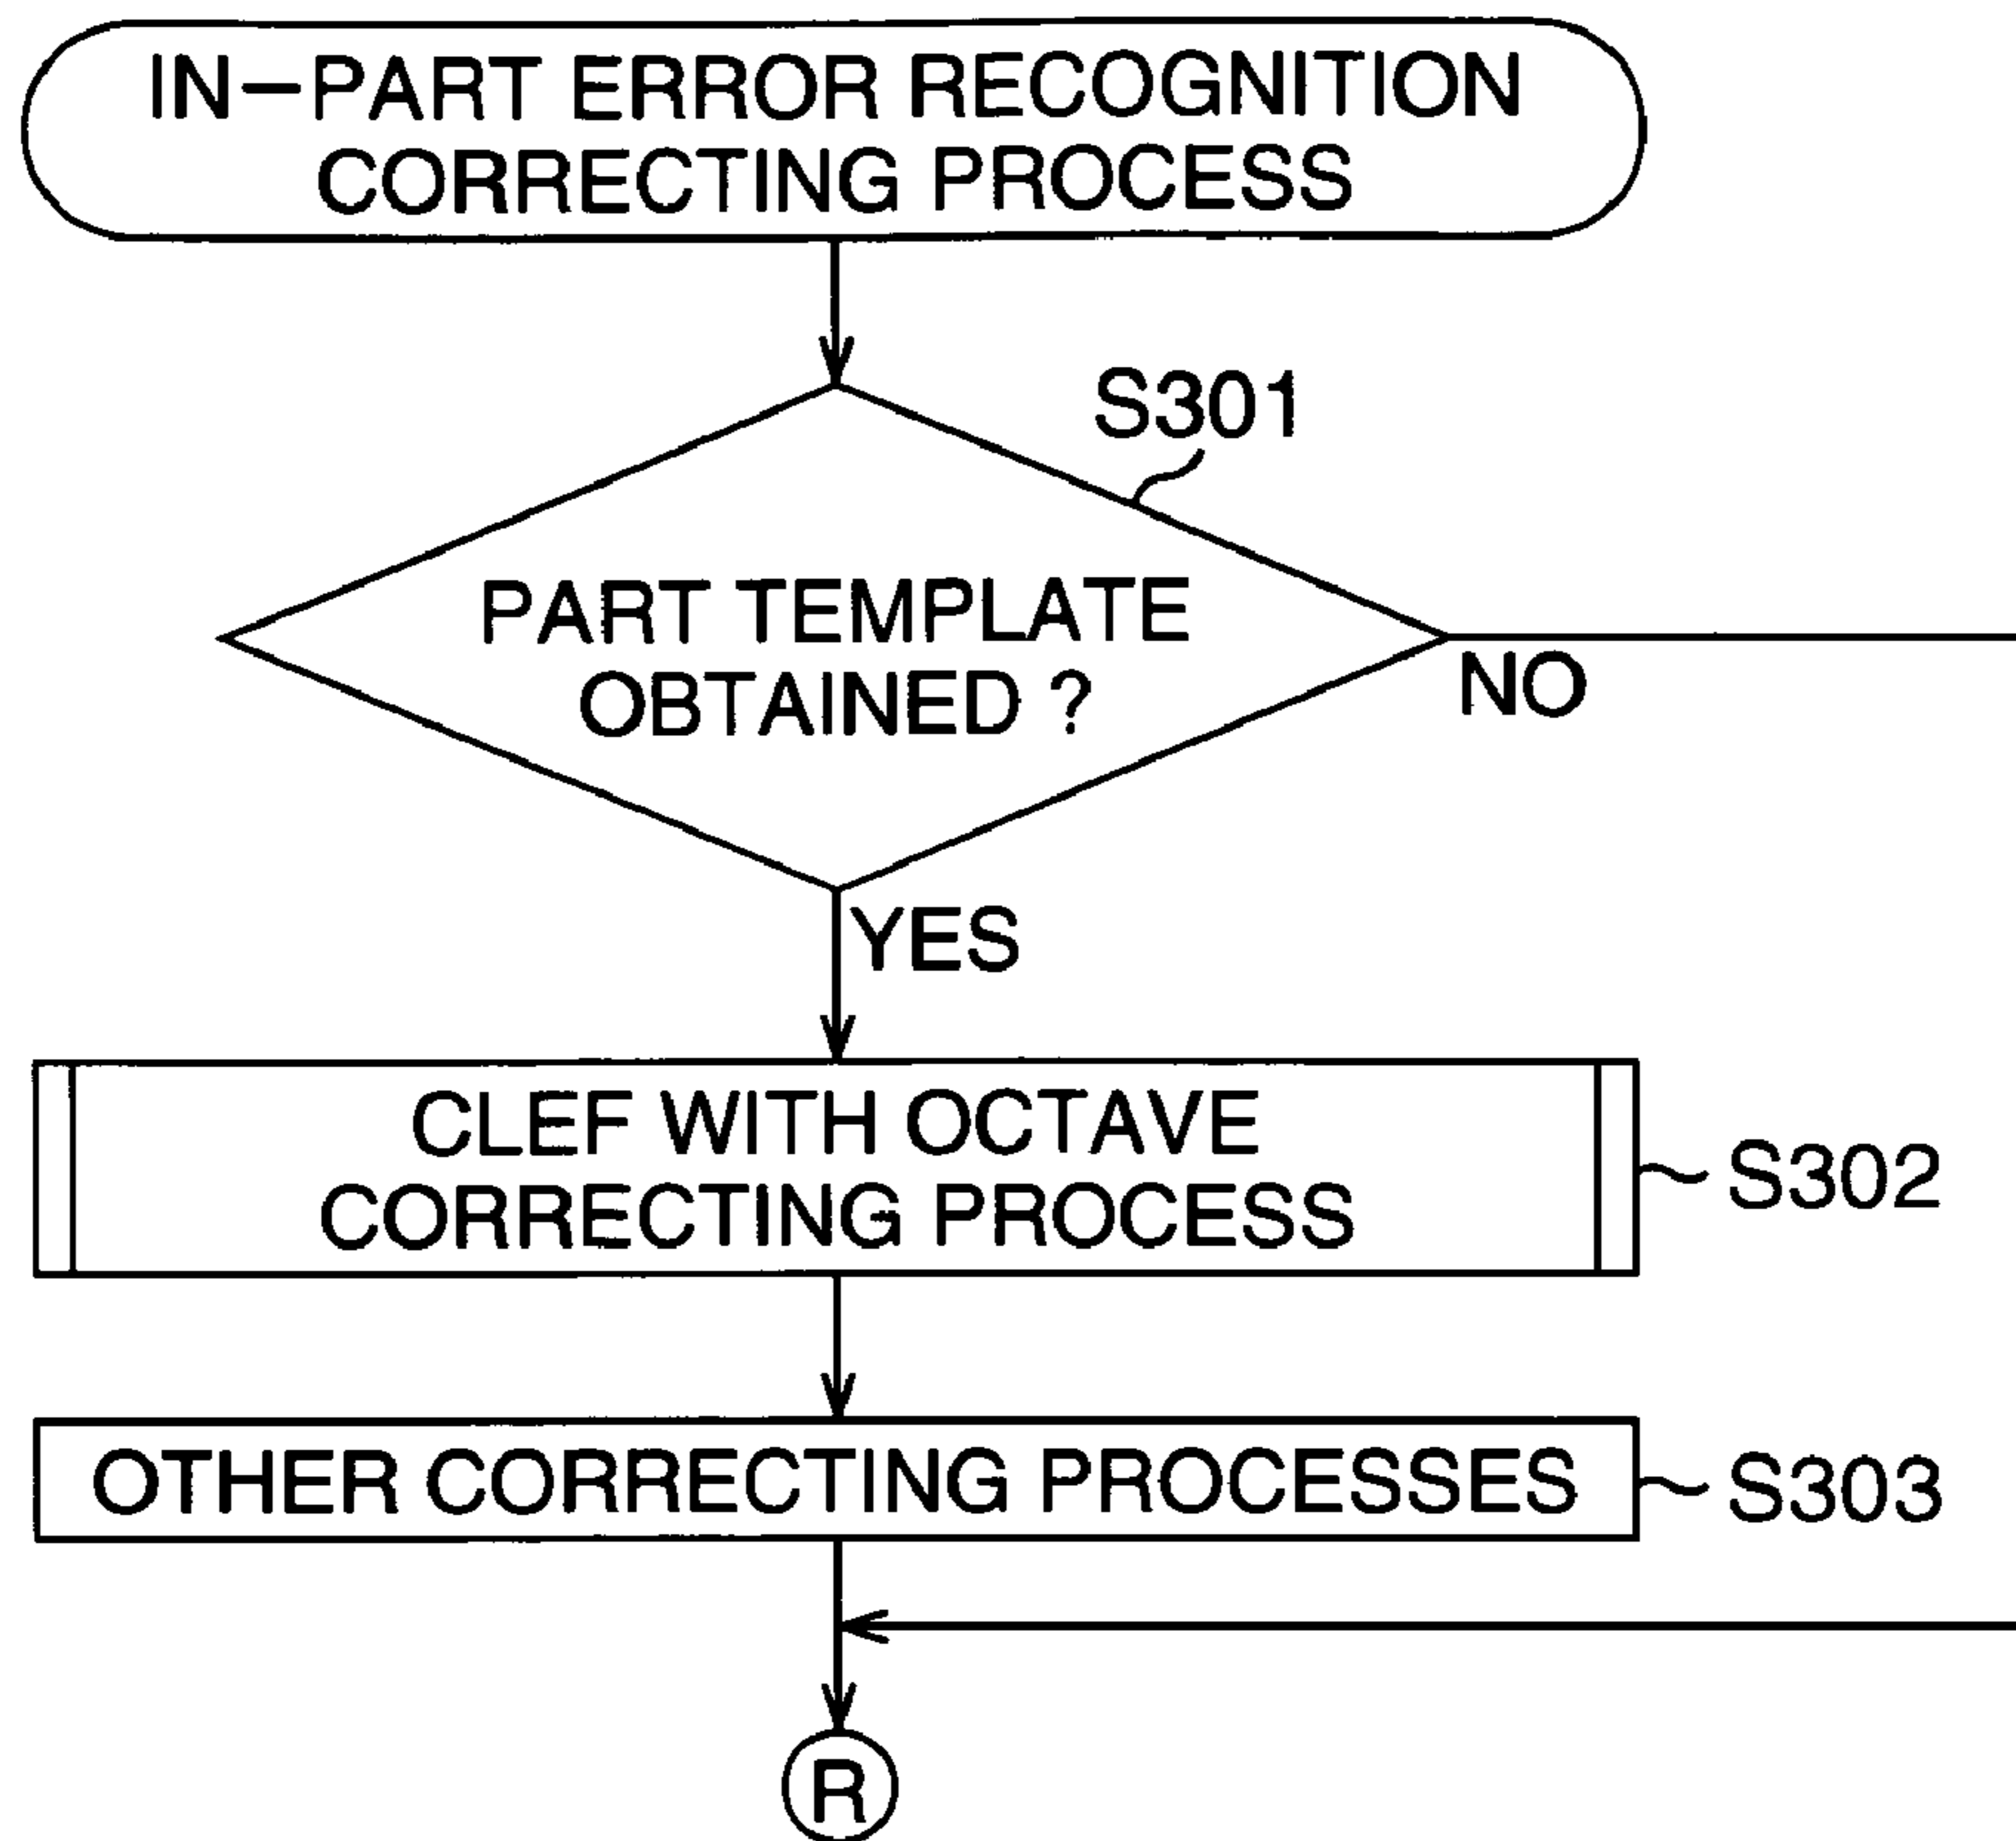 IN-PART ERROR RECOGNITION
CORRECTING PROCESS
S301
PART TEMPLATE
OBTAINED ?
NO
YES
CLEF WITH OCTAVE
CORRECTING PROCESS
S302
OTHER CORRECTING PROCESSES
S303
R